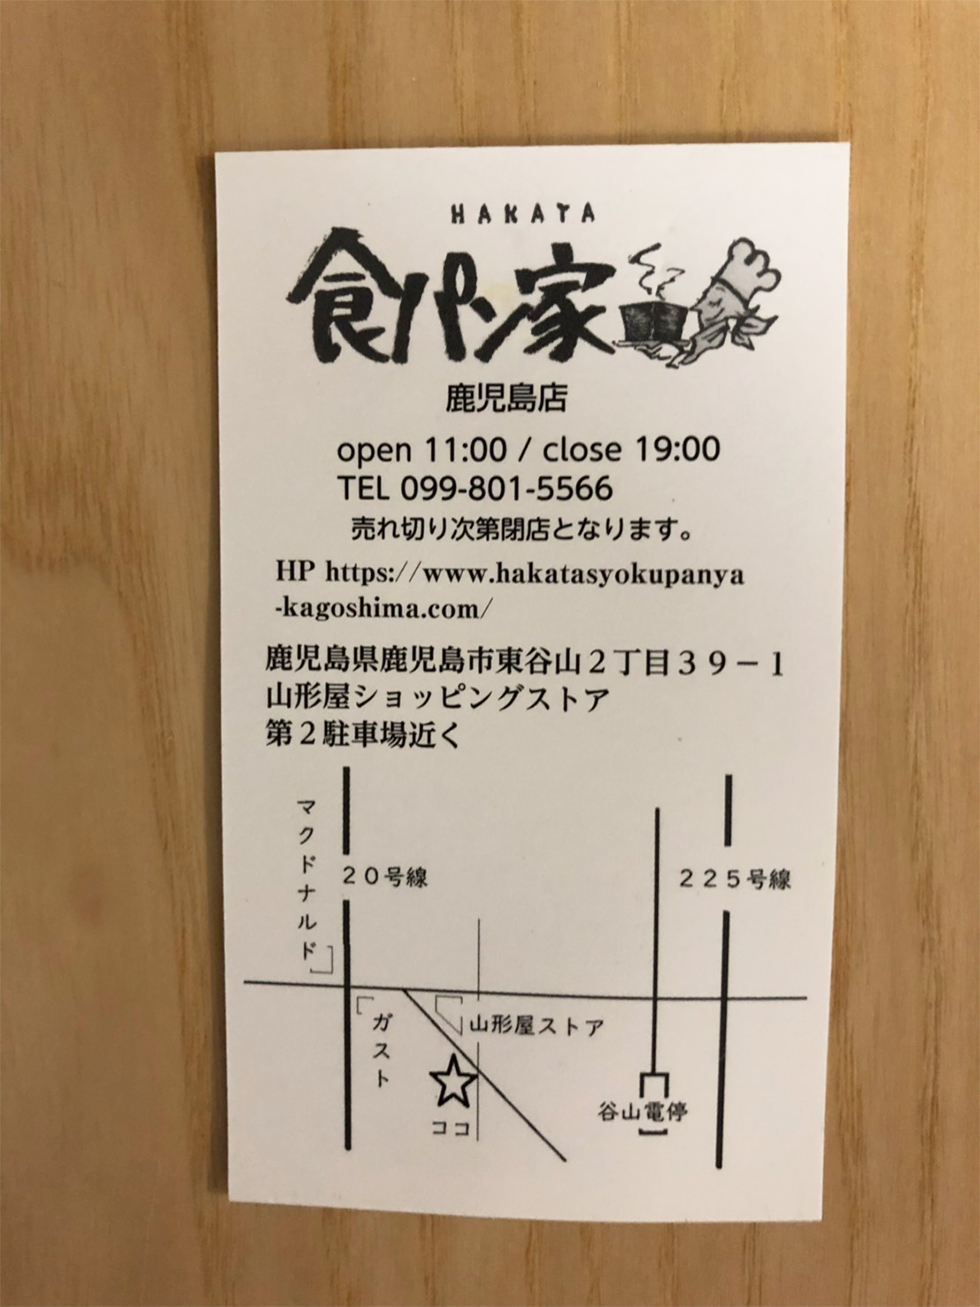 HAKATA
食パン家
鹿児島店
open 11:00 / close 19:00
TEL 099-801-5566
売れ切り次第閉店となります。
HP https://www.hakatasyokupanya
-kagoshima.com/
鹿児島県鹿児島市東谷山２丁目３９－１
山形屋ショッピングストア
第２駐車場近く
マクドナルド
２０号線
２２５号線
ガスト
山形屋ストア
ココ
谷山電停